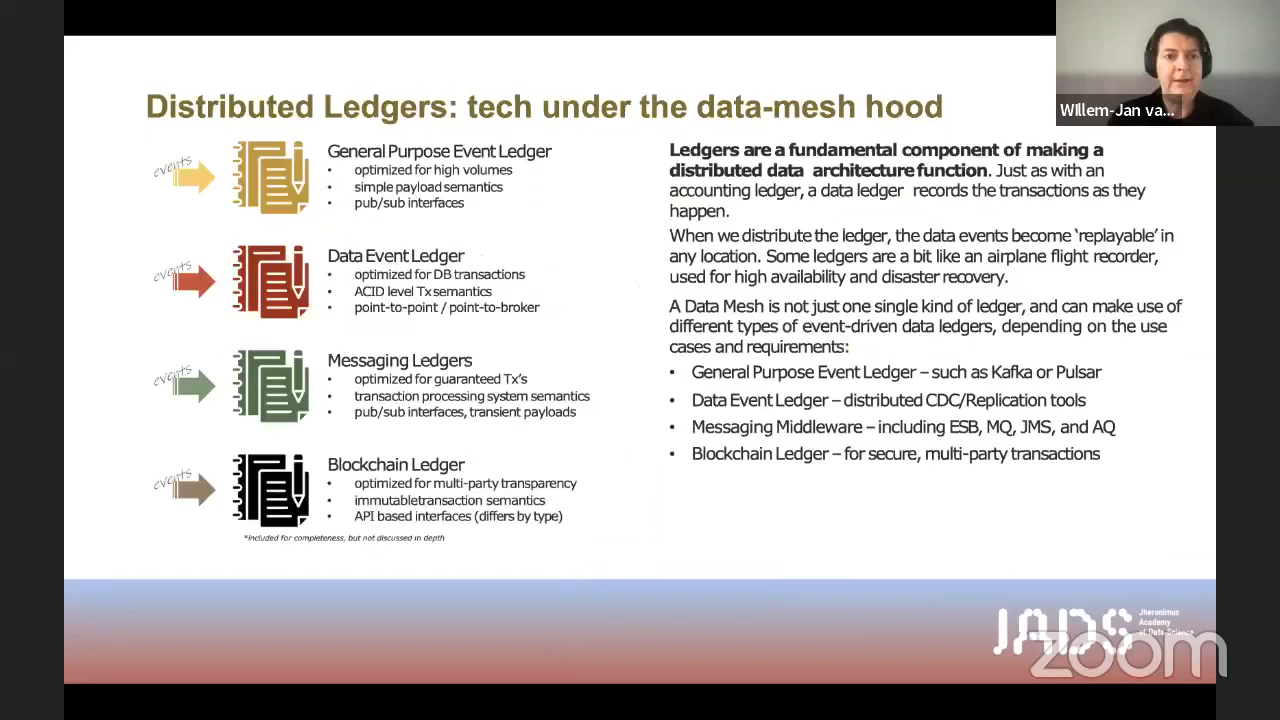 Distributed Ledgers: tech under the data-mesh hood
WIllem-Jan va...
events
General Purpose Event Ledger
• optimized for high volumes
• simple payload semantics
• pub/sub interfaces
events
Data Event Ledger
• optimized for DB transactions
• ACID level Tx semantics
• point-to-point / point-to-broker
events
Messaging Ledgers
• optimized for guaranteed Tx's
• transaction processing system semantics
• pub/sub interfaces, transient payloads
events
Blockchain Ledger
• optimized for multi-party transparency
• immutabletransaction semantics
• API based interfaces (differs by type)
*included for completeness, but not discussed in depth
Ledgers are a fundamental component of making a
distributed data architecture function. Just as with an
accounting ledger, a data ledger records the transactions as they
happen.
When we distribute the ledger, the data events become ‘replayable’ in
any location. Some ledgers are a bit like an airplane flight recorder,
used for high availability and disaster recovery.
A Data Mesh is not just one single kind of ledger, and can make use of
different types of event-driven data ledgers, depending on the use
cases and requirements:
• General Purpose Event Ledger – such as Kafka or Pulsar
• Data Event Ledger – distributed CDC/Replication tools
• Messaging Middleware – including ESB, MQ, JMS, and AQ
• Blockchain Ledger – for secure, multi-party transactions
JADS
Jheronimus
Academy
of Data Science
zoom